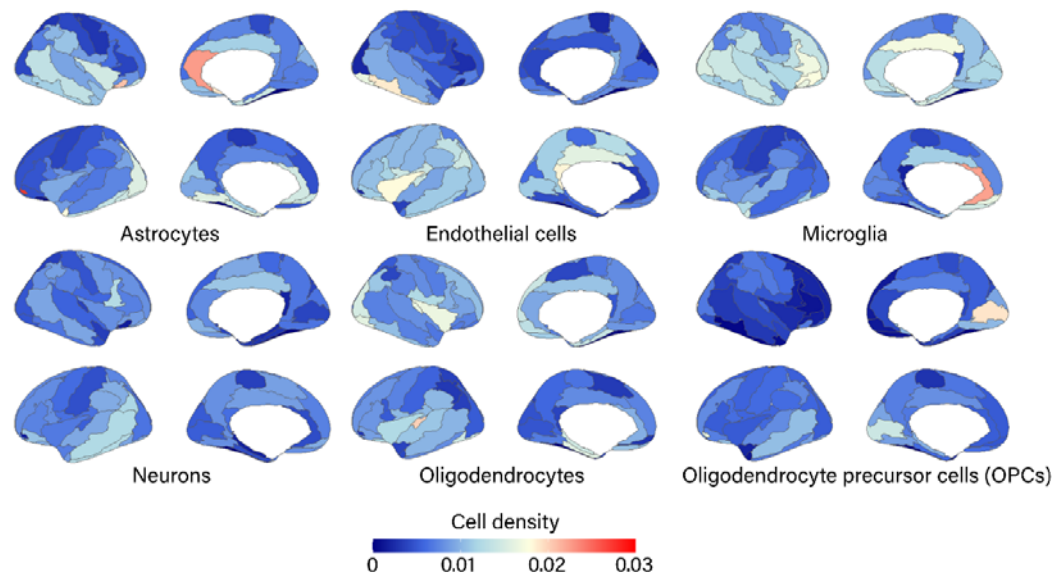 Astrocytes
Endothelial cells
Microglia
Neurons
Oligodendrocytes
Oligodendrocyte precursor cells (OPCs)
Cell density
0 0.01 0.02 0.03